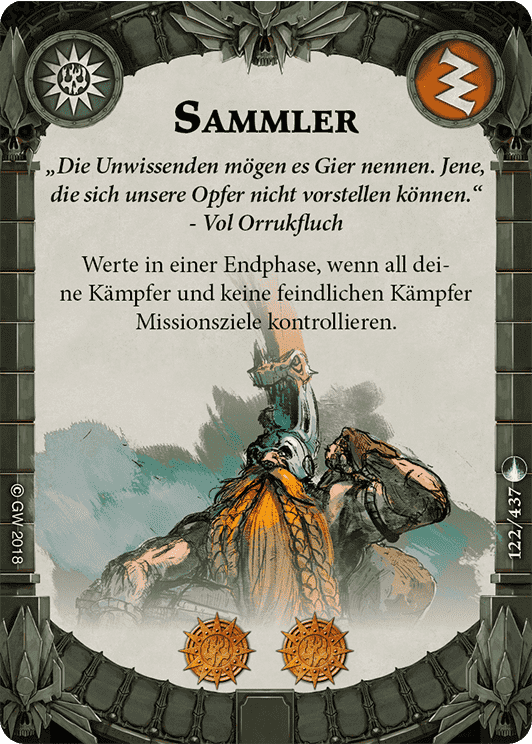 Sammler
„Die Unwissenden mögen es Gier nennen. Jene,
die sich unsere Opfer nicht vorstellen können.“
- Vol Orrukfluch
Werte in einer Endphase, wenn all dei-
ne Kämpfer und keine feindlichen Kämpfer
Missionsziele kontrollieren.
© GW 2018
122/437